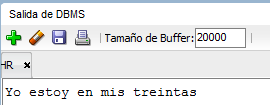 Salida de DBMS
Tamaño de Buffer: 20000
HR
Yo estoy en mis treintas